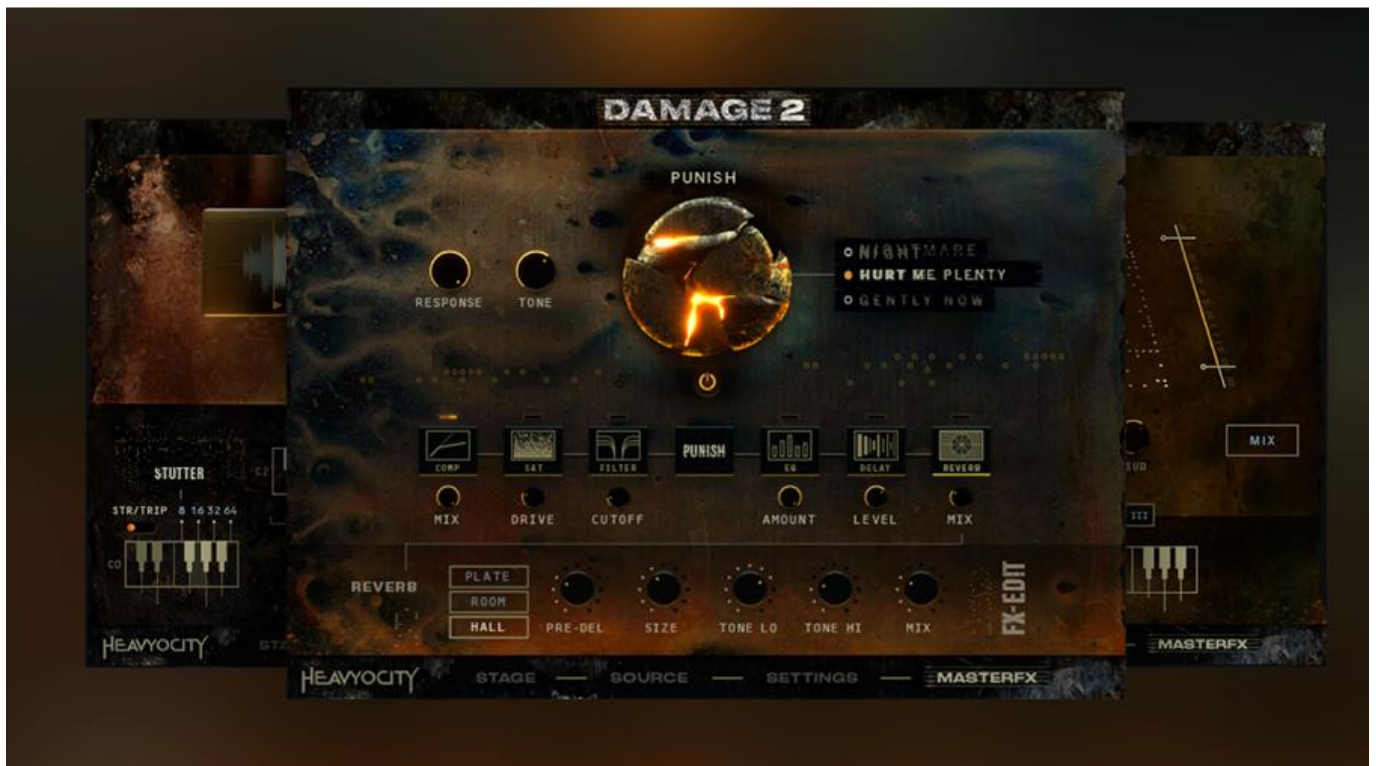 DAMAGE 2
PUNISH
NIGHTMARE
HURT ME PLENTY
GENTLY NOW
RESPONSE TONE
COMP SAT FILTER PUNISH EQ DELAY REVERB
MIX DRIVE CUTOFF AMOUNT LEVEL MIX
REVERB
PLATE
ROOM
HALL
PRE-DEL SIZE TONE LO TONE HI MIX
FX-EDIT
HEAVYOCITY STAGE SOURCE SETTINGS MASTERFX
STUTTER
STR/TRIP 8 16 32 64
C0
C2
HEAVYOCITY
MIX
III
MASTERFX